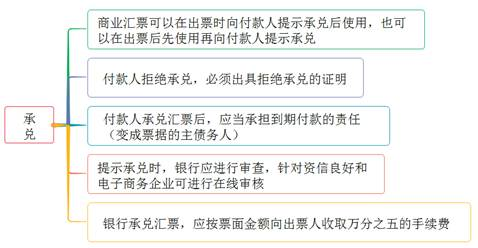 商业汇票可以在出票时向付款人提示承兑后使用，也可
以在出票后先使用再向付款人提示承兑
付款人拒绝承兑，必须出具拒绝承兑的证明
承
兑
付款人承兑汇票后，应当承担到期付款的责任
（变成票据的主债务人）
提示承兑时，银行应进行审查，针对资信良好和
电子商务企业可进行在线审核
银行承兑汇票，应按票面金额向出票人收取万分之五的手续费